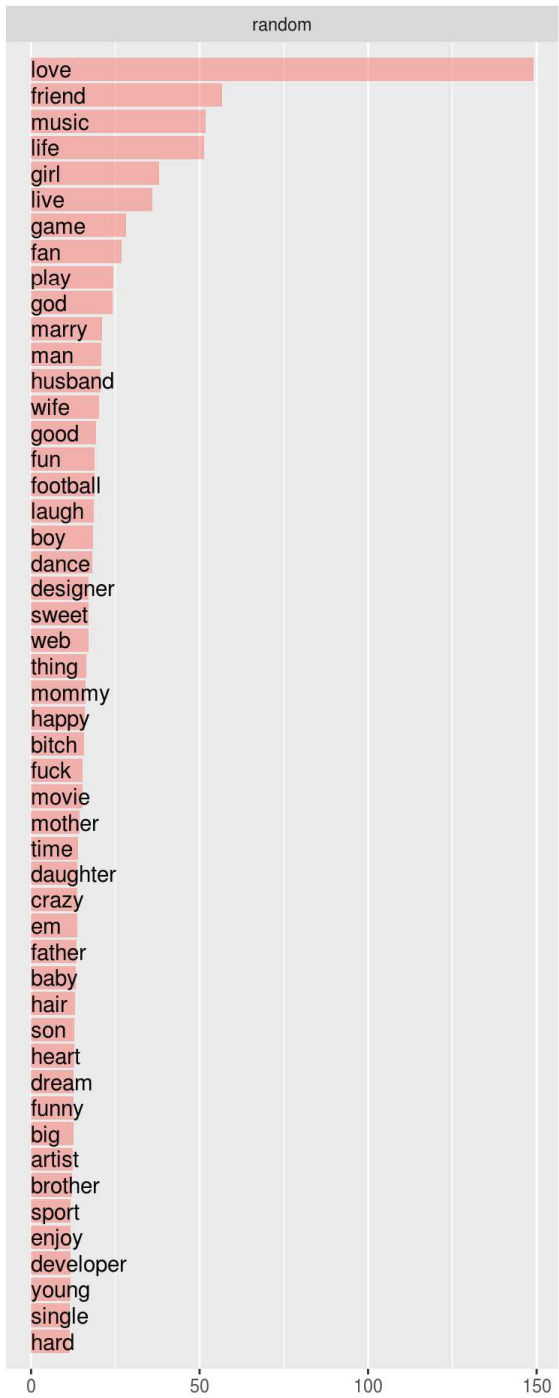 random
love
friend
music
life
girl
live
game
fan
play
god
marry
man
husband
wife
good
fun
football
laugh
boy
dance
designer
sweet
web
thing
mommy
happy
bitch
fuck
movie
mother
time
daughter
crazy
em
father
baby
hair
son
heart
dream
funny
big
artist
brother
sport
enjoy
developer
young
single
hard
0 50 100 150